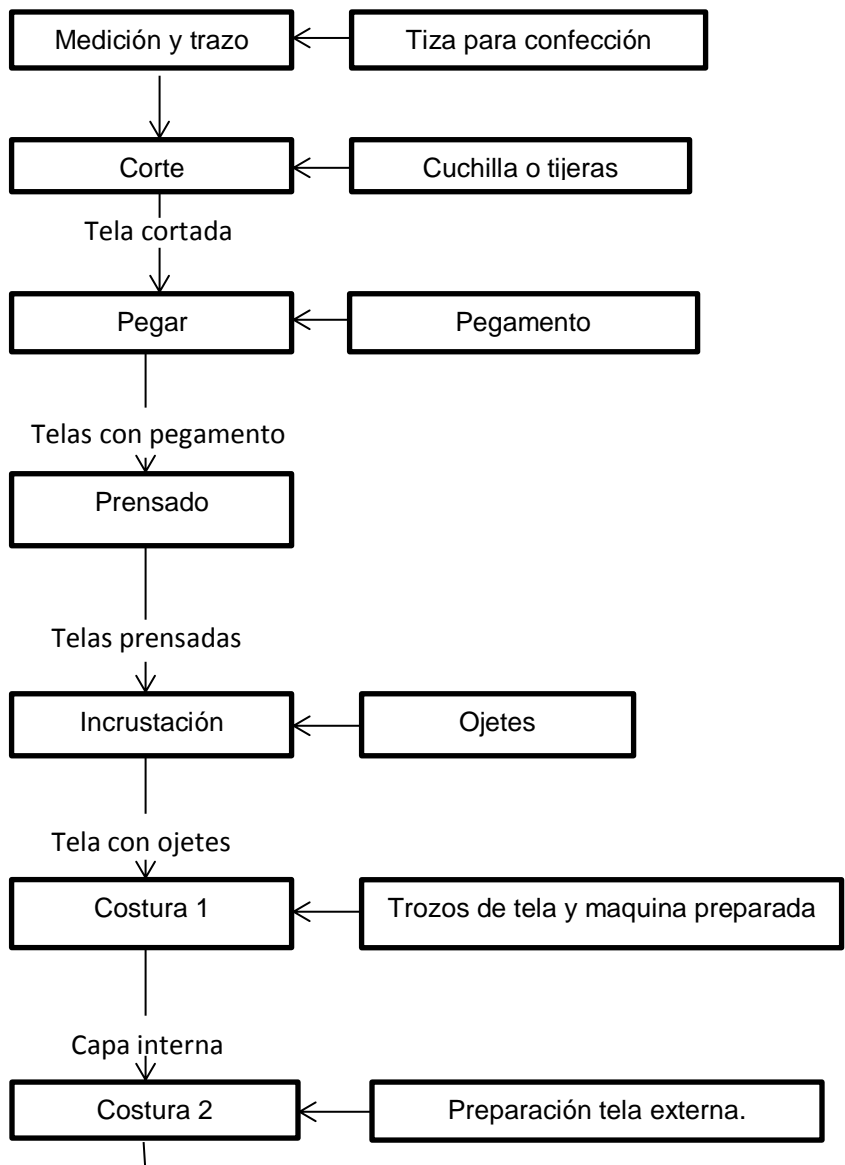 Medición y trazo
Tiza para confección
Corte
Cuchilla o tijeras
Tela cortada
Pegar
Pegamento
Telas con pegamento
Prensado
Telas prensadas
Incrustación
Ojetes
Tela con ojetes
Costura 1
Trozos de tela y maquina preparada
Capa interna
Costura 2
Preparación tela externa.